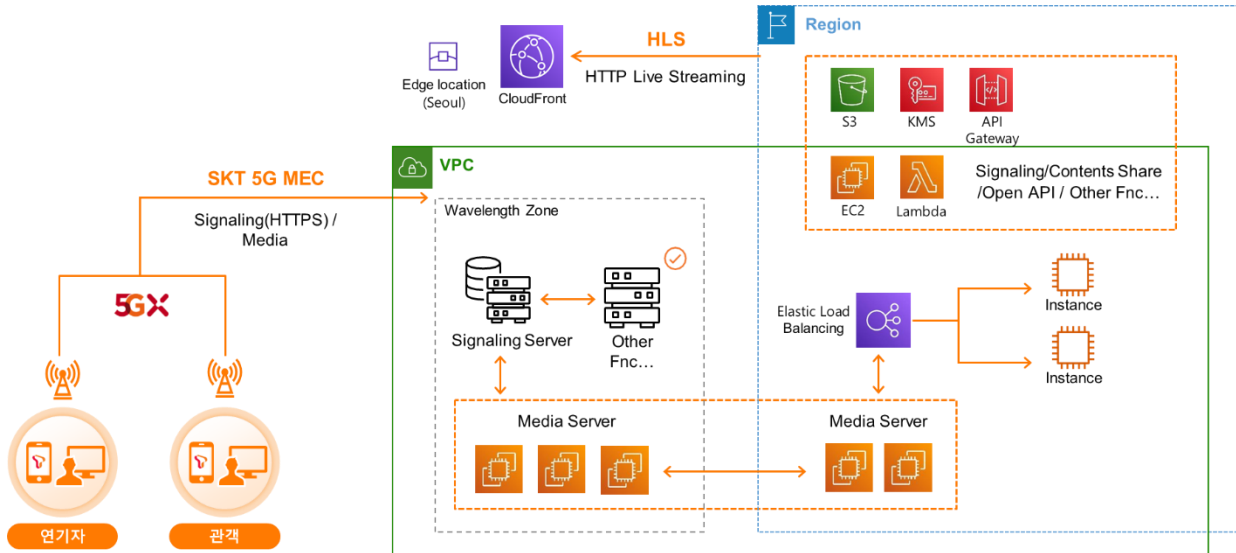 Region
HLS
HTTP Live Streaming
Edge location
(Seoul)
CloudFront
S3
KMS
API
Gateway
VPC
SKT 5G MEC
Signaling(HTTPS) /
Media
Wavelength Zone
EC2
Lambda
Signaling/Contents Share
/Open API / Other Fnc...
5GX
Signaling Server
Other
Fnc...
Elastic Load
Balancing
Instance
Instance
Media Server
Media Server
연기자
관객